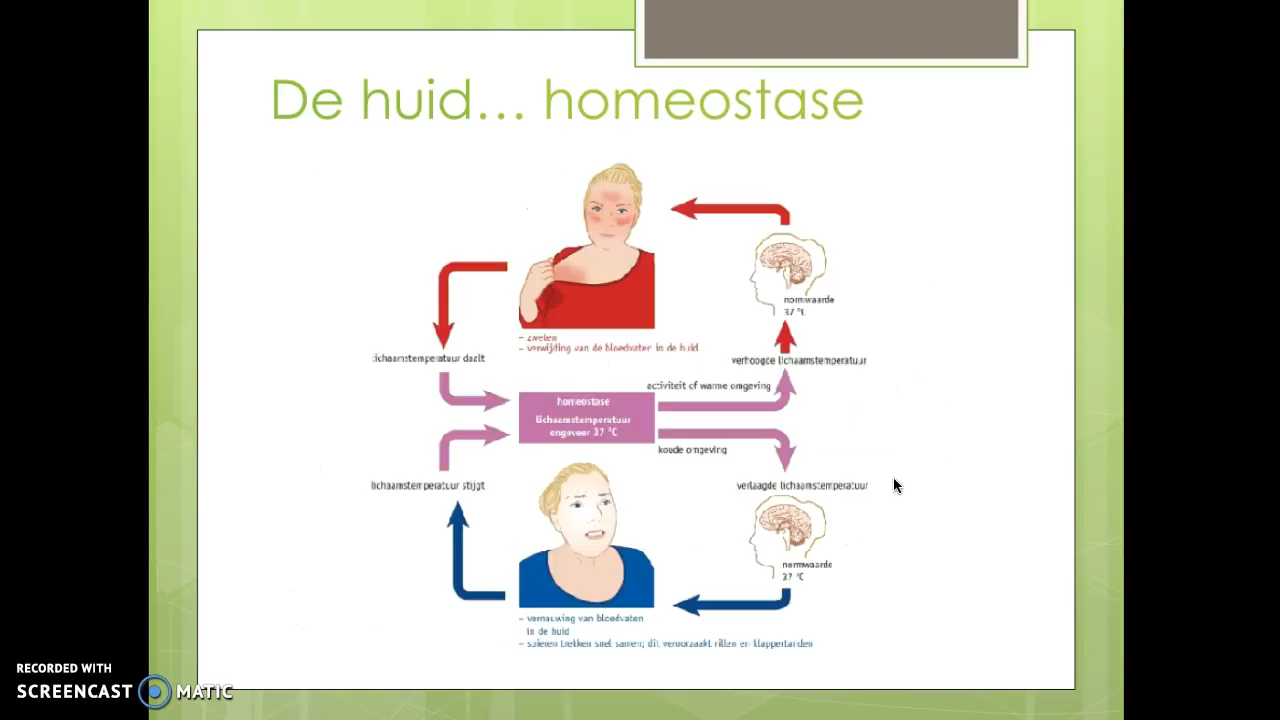 De huid… homeostase
normwaarde
37 °C
- zweten
- verwijding van de bloedvaten in de huid
lichaamstemperatuur daalt
verhoogde lichaamstemperatuur
activiteit of warme omgeving
homeostase
lichaamstemperatuur
ongeveer 37 °C
koude omgeving
lichaamstemperatuur stijgt
verlaagde lichaamstemperatuur
normwaarde
37 °C
- vernauwing van bloedvaten
in de huid
- spieren trekken snel samen; dit veroorzaakt rillen en klappertanden
RECORDED WITH
SCREENCAST MATIC